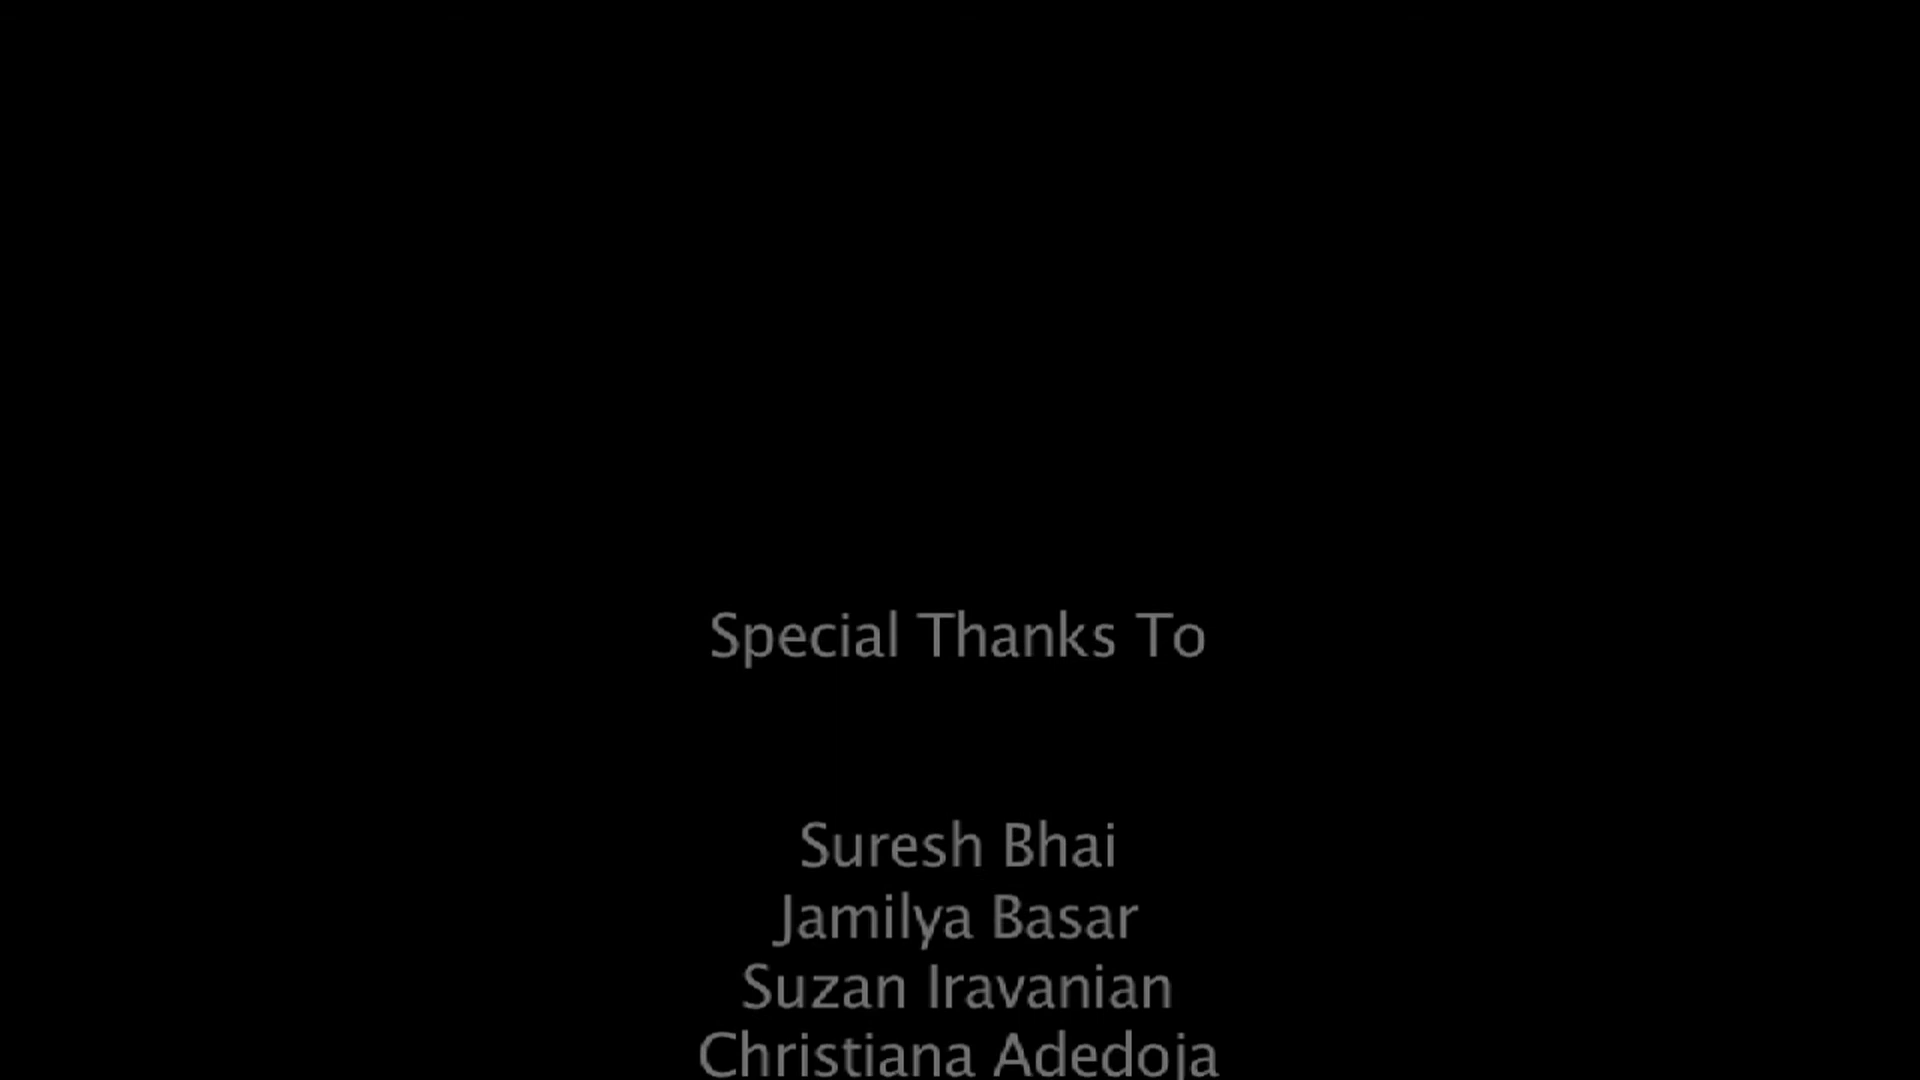 Special Thanks To
Suresh Bhai
Jamilya Basar
Suzan Iravanian
Christiana Adedoja